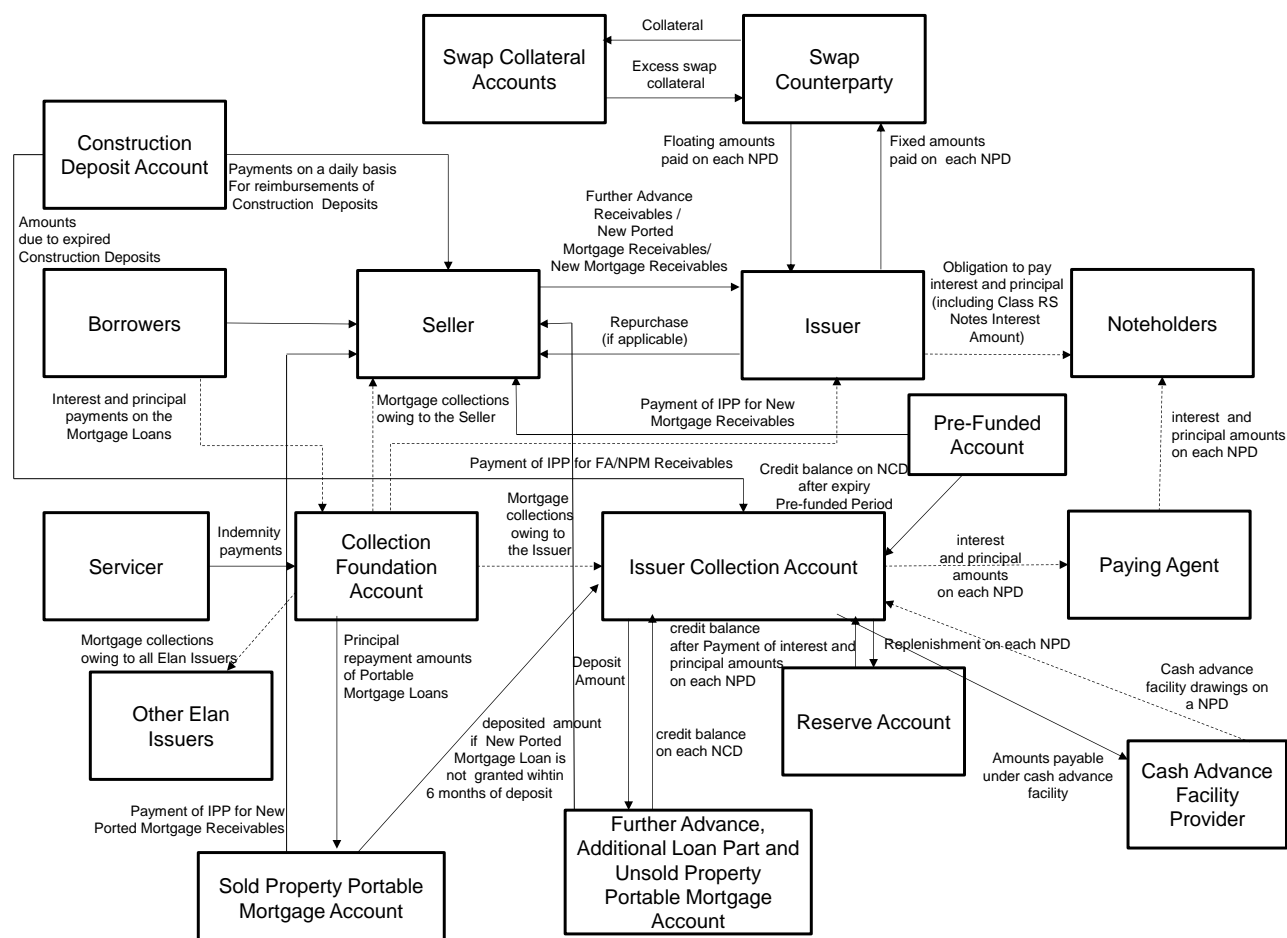 Collateral
Swap Collateral
Accounts
Excess swap
collateral
Swap
Counterparty
Construction
Deposit Account
Payments on a daily basis
For reimbursements of
Construction Deposits
Floating amounts
paid on each NPD
Fixed amounts
paid on each NPD
Amounts
due to expired
Construction Deposits
Further Advance
Receivables /
New Ported
Mortgage Receivables/
New Mortgage Receivables
Borrowers
Seller
Repurchase
(if applicable)
Issuer
Obligation to pay
interest and principal
(including Class RS
Notes Interest
Amount)
Noteholders
Interest and principal
payments on the
Mortgage Loans
Mortgage collections
owing to the Seller
Payment of IPP for New
Mortgage Receivables
Pre-Funded
Account
interest and
principal amounts
on each NPD
Payment of IPP for FA/NPM Receivables
Credit balance on NCD
after expiry
Pre-funded Period
Servicer
Indemnity
payments
Collection
Foundation
Account
Mortgage
collections
owing to
the Issuer
Issuer Collection Account
interest
and principal
amounts
on each NPD
Paying Agent
Mortgage collections
owing to all Elan Issuers
Principal
repayment amounts
of Portable
Mortgage Loans
Deposit
Amount
credit balance
after Payment of interest and
principal amounts
on each NPD
Replenishment on each NPD
Other Elan
Issuers
deposited amount
if New Ported
Mortgage Loan is
not granted wihtin
6 months of deposit
credit balance
on each NCD
Reserve Account
Cash advance
facility drawings on
a NPD
Amounts payable
under cash advance
facility
Cash Advance
Facility
Provider
Payment of IPP for New
Ported Mortgage Receivables
Sold Property Portable
Mortgage Account
Further Advance,
Additional Loan Part and
Unsold Property
Portable Mortgage
Account